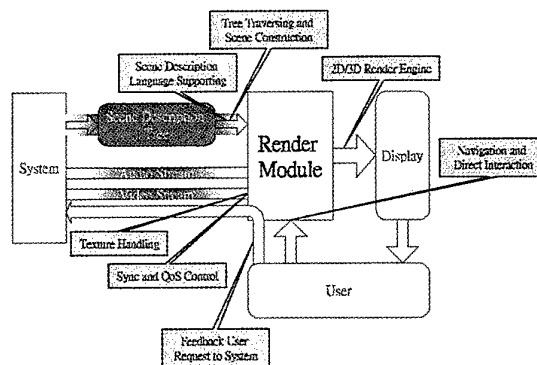 Tree Traversing and
Scene Construction
Scene Description
Language Supporting
2D/3D Render Engine
Scene Description
Tree
System
Render
Module
Display
Navigation and
Direct Interaction
Audio Stream
Video Stream
Texture Handling
Sync and QoS Control
User
Feedback User
Request to System